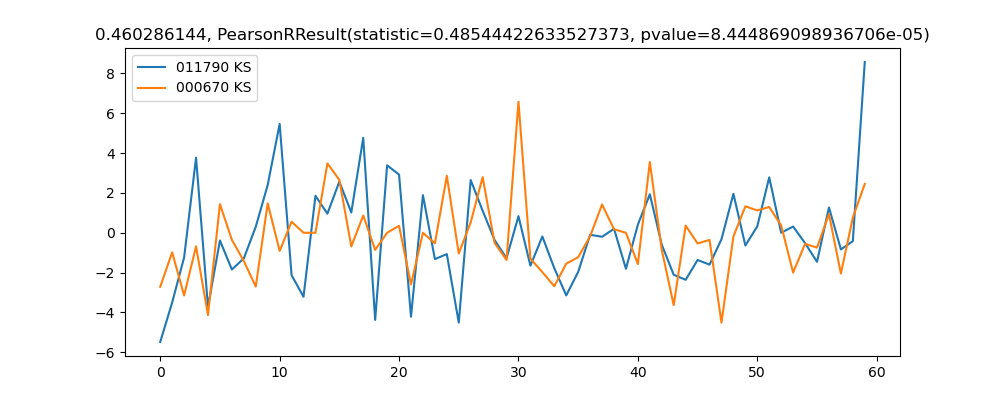 0.460286144, PearsonRResult(statistic=0.48544422633527373, pvalue=8.444869098936706e-05)
011790 KS
000670 KS
8
6
4
2
0
−2
−4
−6
0 10 20 30 40 50 60